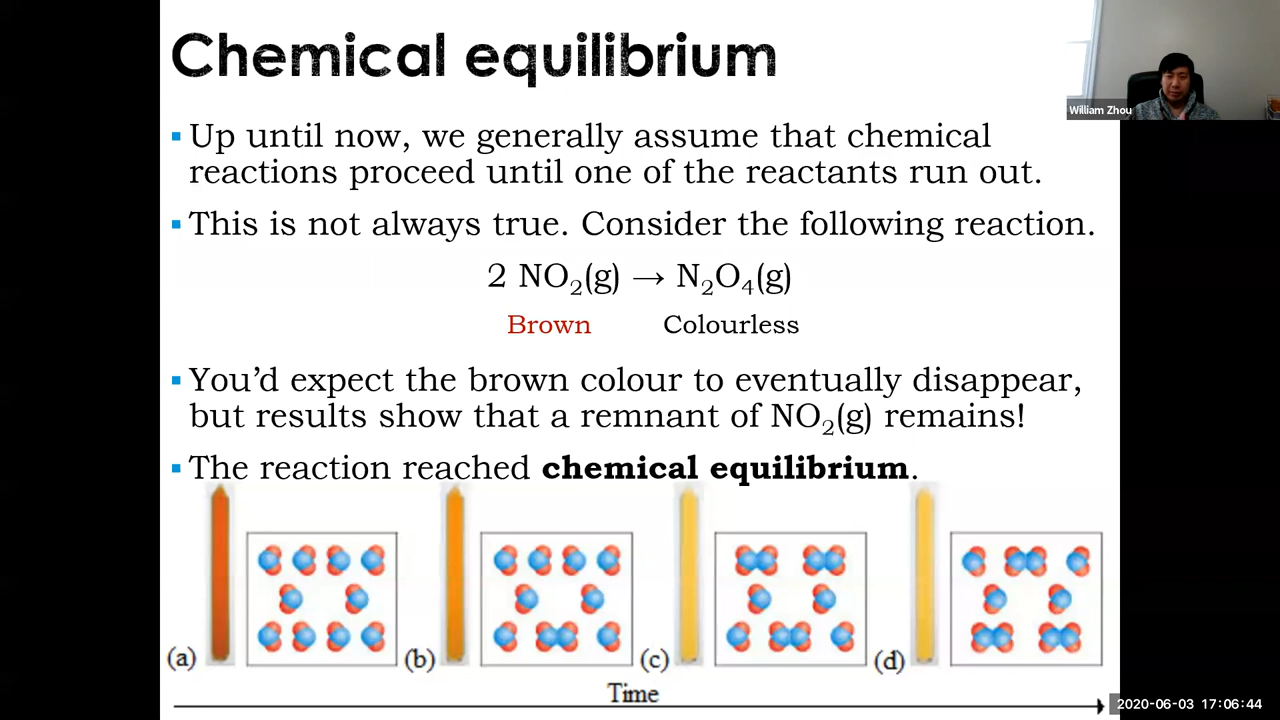 Chemical equilibrium
William Zhou
▪ Up until now, we generally assume that chemical
reactions proceed until one of the reactants run out.
▪ This is not always true. Consider the following reaction.
2 NO₂(g) → N₂O₄(g)
Brown Colourless
▪ You’d expect the brown colour to eventually disappear,
but results show that a remnant of NO₂(g) remains!
▪ The reaction reached chemical equilibrium.
(a) (b) (c) (d)
Time
2020-06-03 17:06:44